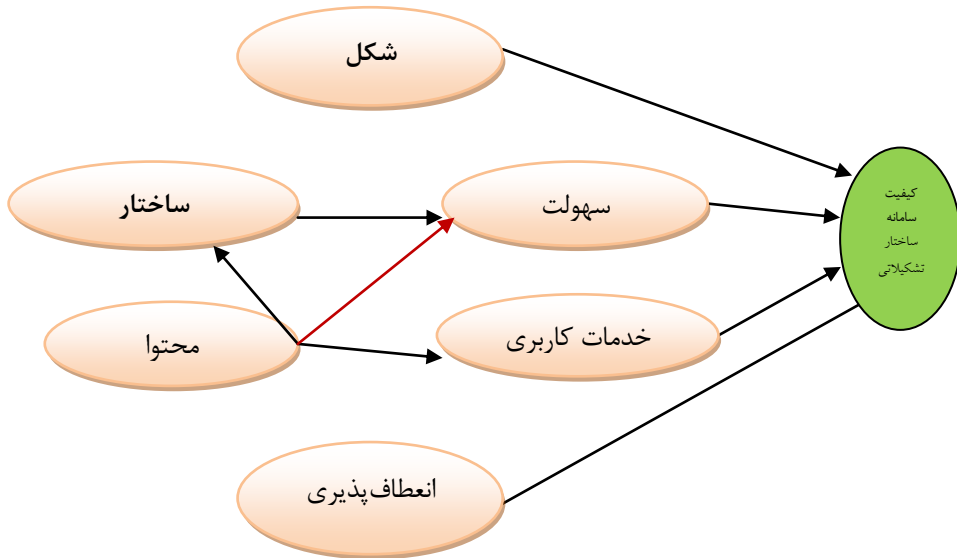 شکل
ساختار
سهولت
کیفیت
سامانه
ساختار
تشکیلاتی
محتوا
خدمات کاربری
انعطاف‌پذیری